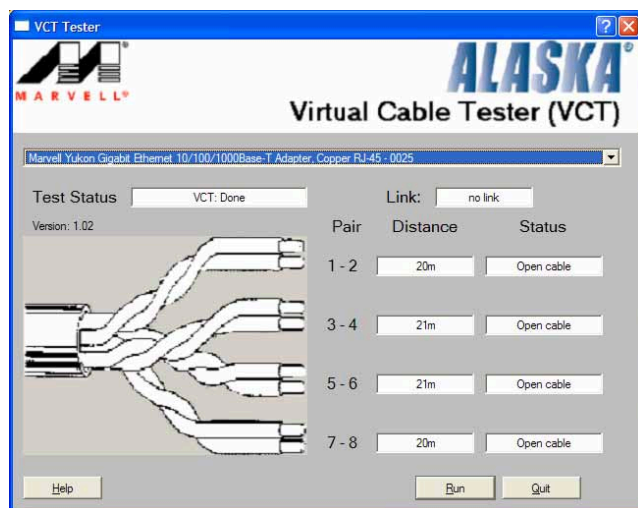 VCT Tester
MARVELL®
ALASKA®
Virtual Cable Tester (VCT)
Marvell Yukon Gigabit Ethernet 10/100/1000Base-T Adapter, Copper RJ-45 - 0025
Test Status VCT: Done Link: no link
Version: 1.02 Pair Distance Status
1 - 2 20m Open cable
3 - 4 21m Open cable
5 - 6 21m Open cable
7 - 8 20m Open cable
Help Run Quit